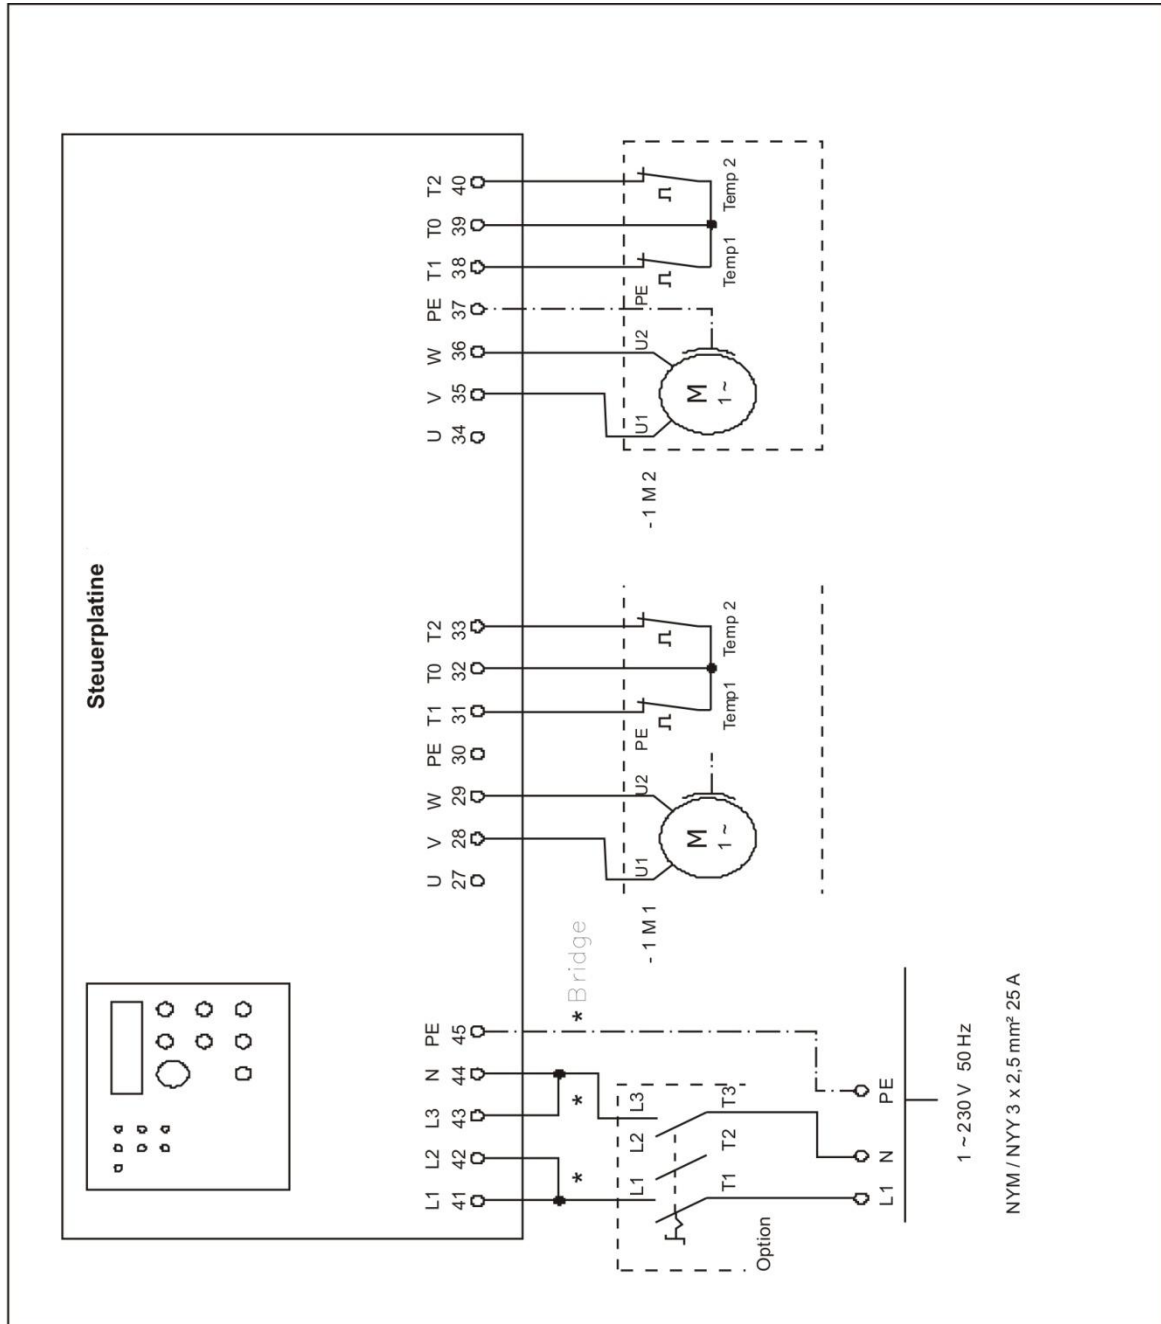 Steuerplatine
L1 L2 L3 N PE U V W PE T1 T0 T2 U V W PE T1 T0 T2
41 42 43 44 45 27 28 29 30 31 32 33 34 35 36 37 38 39 40
* * * Bridge
L1 L2 L3
T1 T2 T3
Option
- 1 M 1
U1 U2 PE
M
1 ~
Temp1 Temp 2
- 1 M 2
U1 U2 PE
M
1 ~
Temp1 Temp 2
L1 N PE
1 ~ 230 V 50 Hz
NYM / NYY 3 x 2,5 mm² 25 A